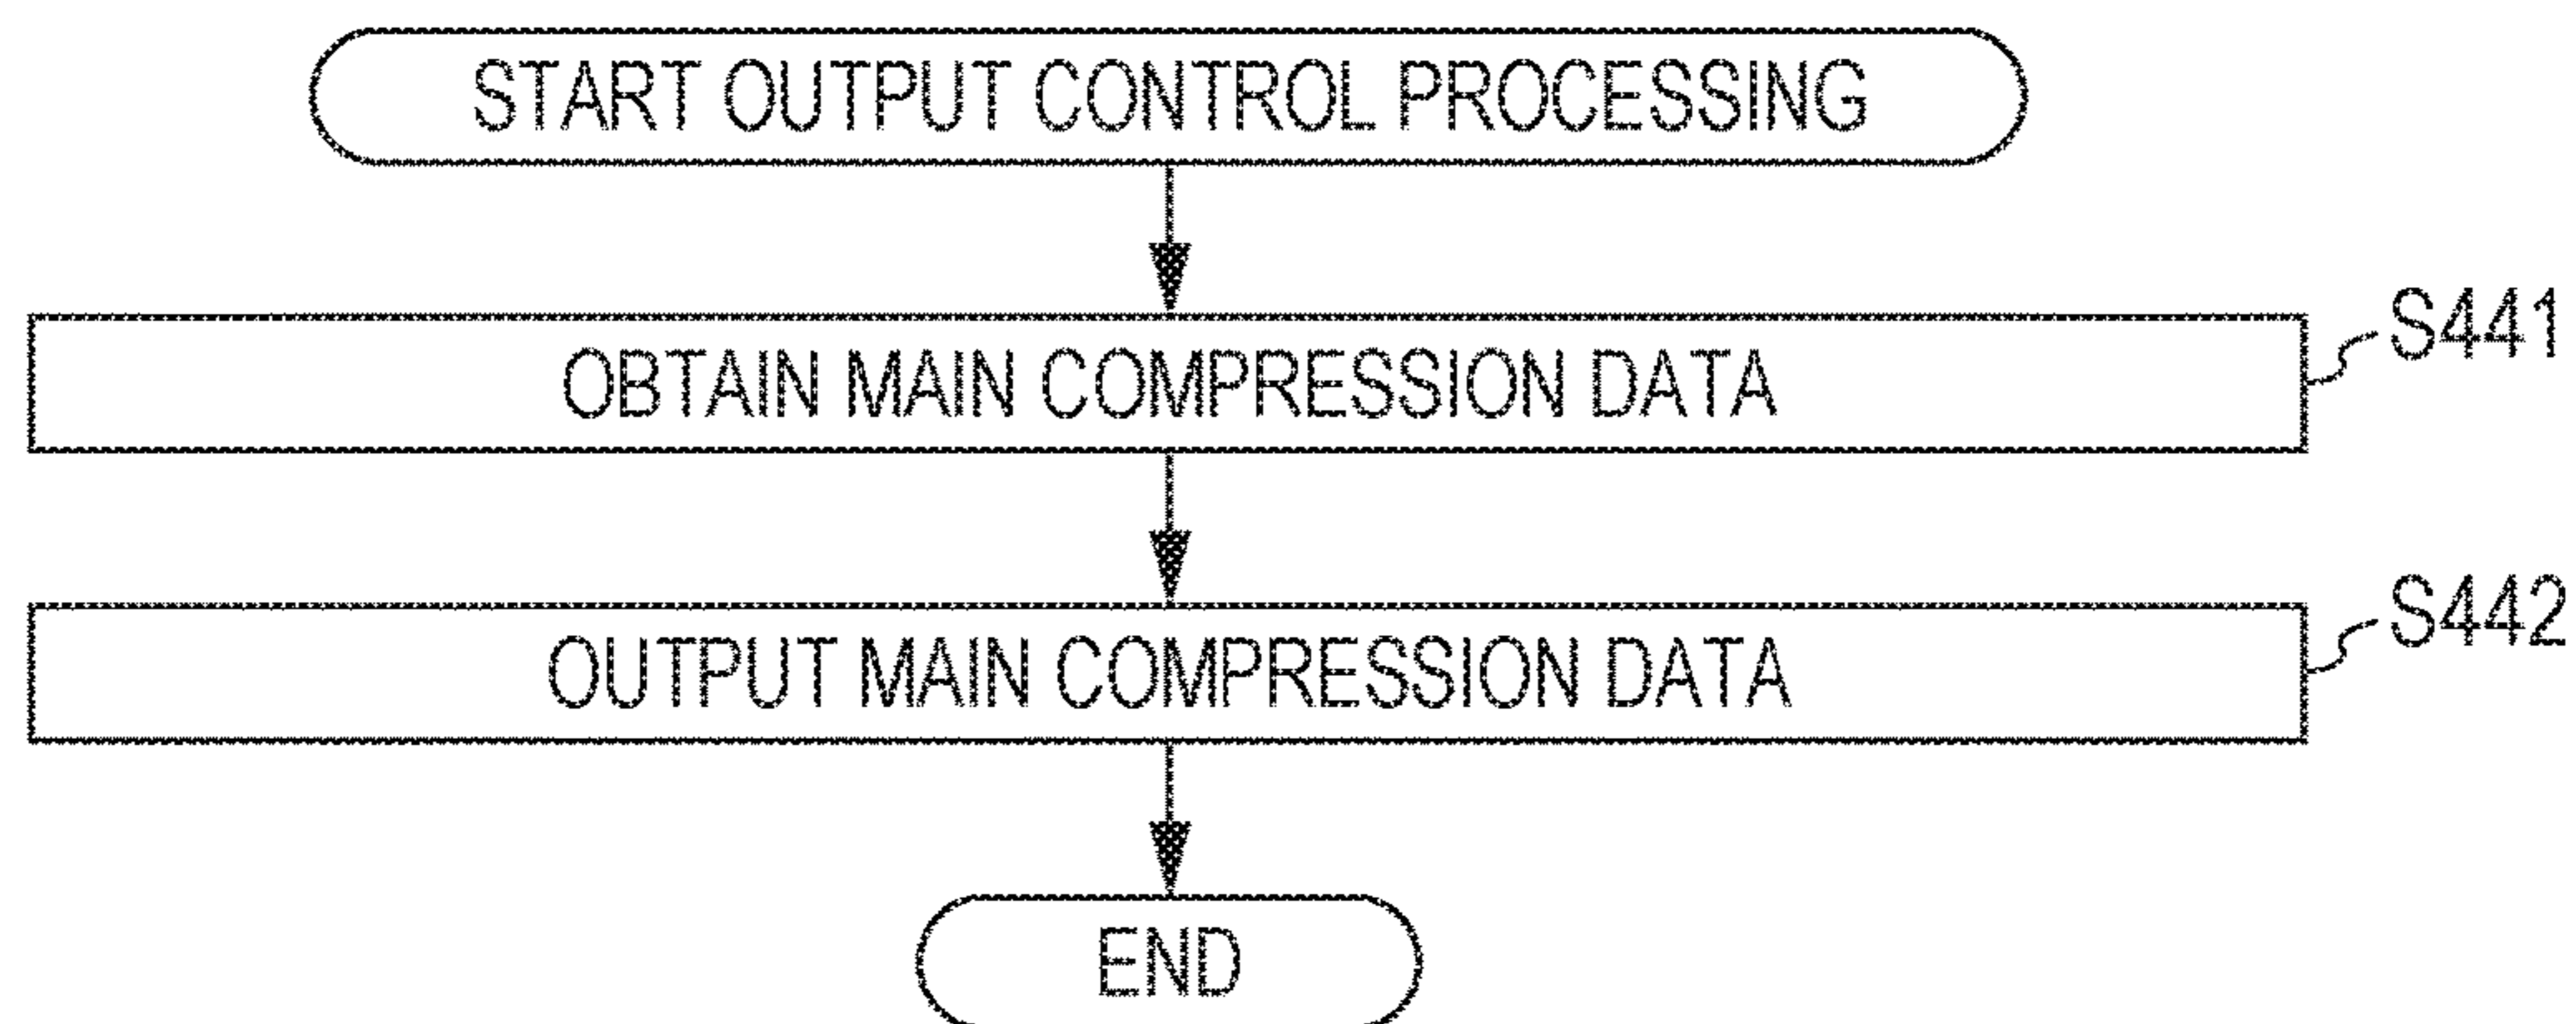 START OUTPUT CONTROL PROCESSING
OBTAIN MAIN COMPRESSION DATA
S441
OUTPUT MAIN COMPRESSION DATA
S442
END